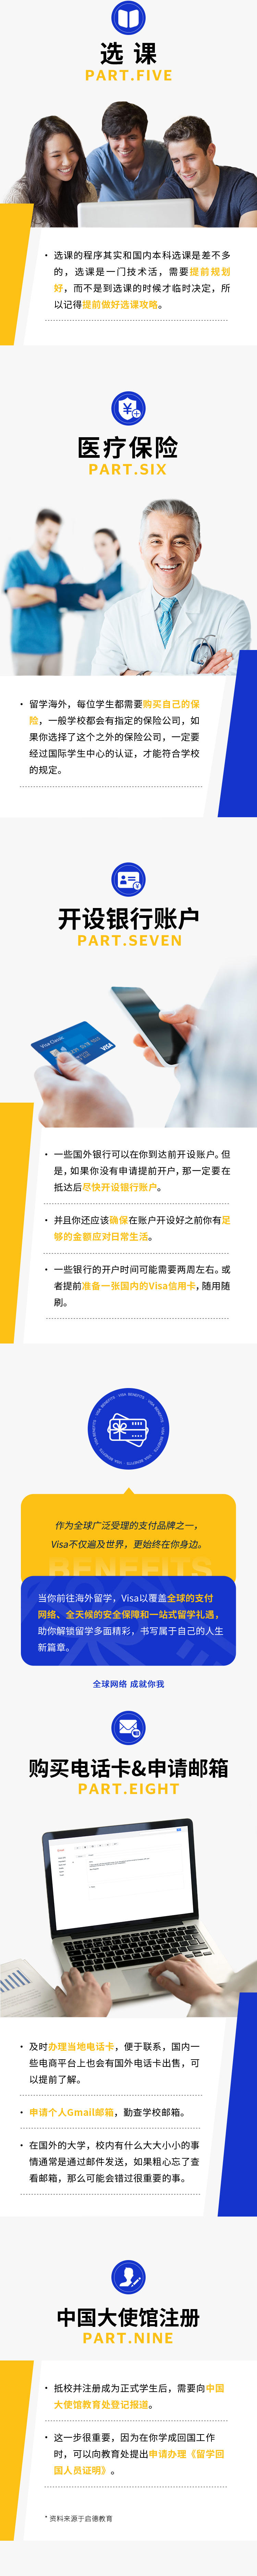 选 课
PART.FIVE
• 选课的程序其实和国内本科选课是差不多
的，选课是一门技术活，需要提前规划
好，而不是到选课的时候才临时决定，所
以记得提前做好选课攻略。
医疗保险
PART.SIX
• 留学海外，每位学生都需要购买自己的保
险，一般学校都会有指定的保险公司，如
果你选择了这个之外的保险公司，一定要
经过国际学生中心的认证，才能符合学校
的规定。
开设银行账户
PART.SEVEN
Visa Classic
VISA
• 一些国外银行可以在你到达前开设账户。但
是，如果你没有申请提前开户，那一定要在
抵达后尽快开设银行账户。
• 并且你还应该确保在账户开设好之前你有足
够的金额应对日常生活。
• 一些银行的开户时间可能需要两周左右。或
者提前准备一张国内的Visa信用卡，随用随
刷。
作为全球广泛受理的支付品牌之一，
Visa不仅遍及世界，更始终在你身边。
BENEFITS
当你前往海外留学，Visa以覆盖全球的支付
网络、全天候的安全保障和一站式留学礼遇，
助你解锁留学多面精彩，书写属于自己的人生
新篇章。
全球网络 成就你我
购买电话卡&申请邮箱
PART.EIGHT
• 及时办理当地电话卡，便于联系，国内一
些电商平台上也会有国外电话卡出售，可
以提前了解。
• 申请个人Gmail邮箱，勤查学校邮箱。
• 在国外的大学，校内有什么大大小小的事
情通常是通过邮件发送，如果粗心忘了查
看邮箱，那么可能会错过很重要的事。
中国大使馆注册
PART.NINE
• 抵校并注册成为正式学生后，需要向中国
大使馆教育处登记报道。
• 这一步很重要，因为在你学成回国工作
时，可以向教育处提出申请办理《留学回
国人员证明》。
* 资料来源于启德教育